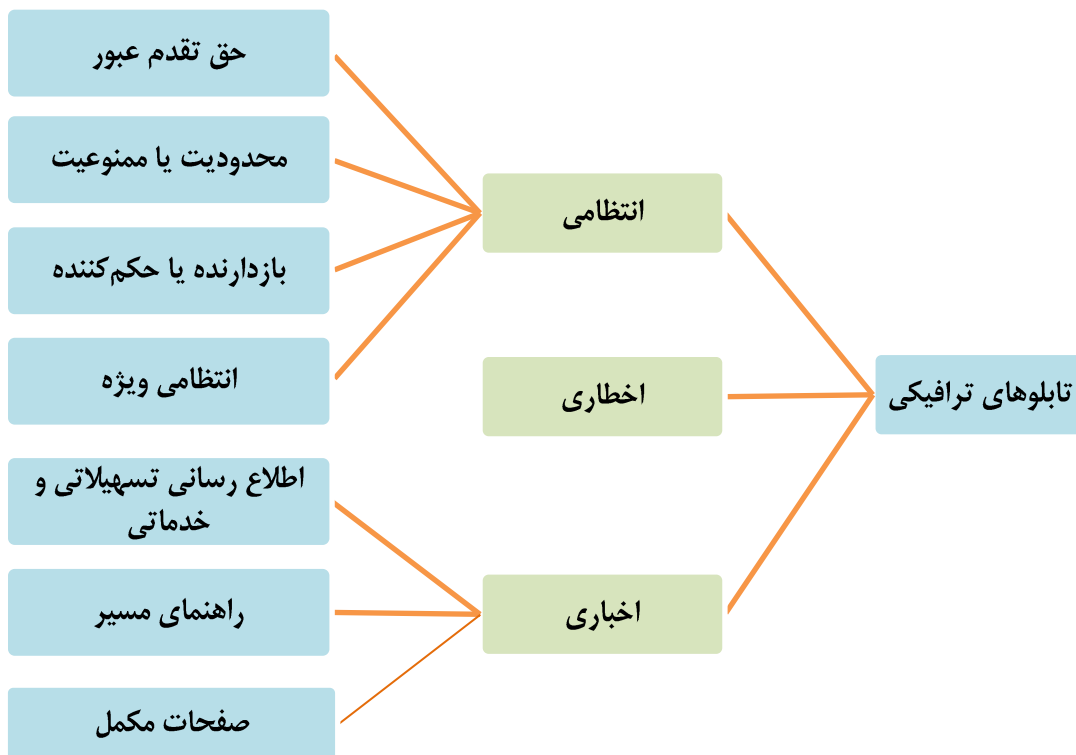 تابلوهای ترافیکی
انتظامی
حق تقدم عبور
محدودیت یا ممنوعیت
بازدارنده یا حکم‌کننده
انتظامی ویژه
اخطاری
اخباری
اطلاع رسانی تسهیلاتی و
خدماتی
راهنمای مسیر
صفحات مکمل